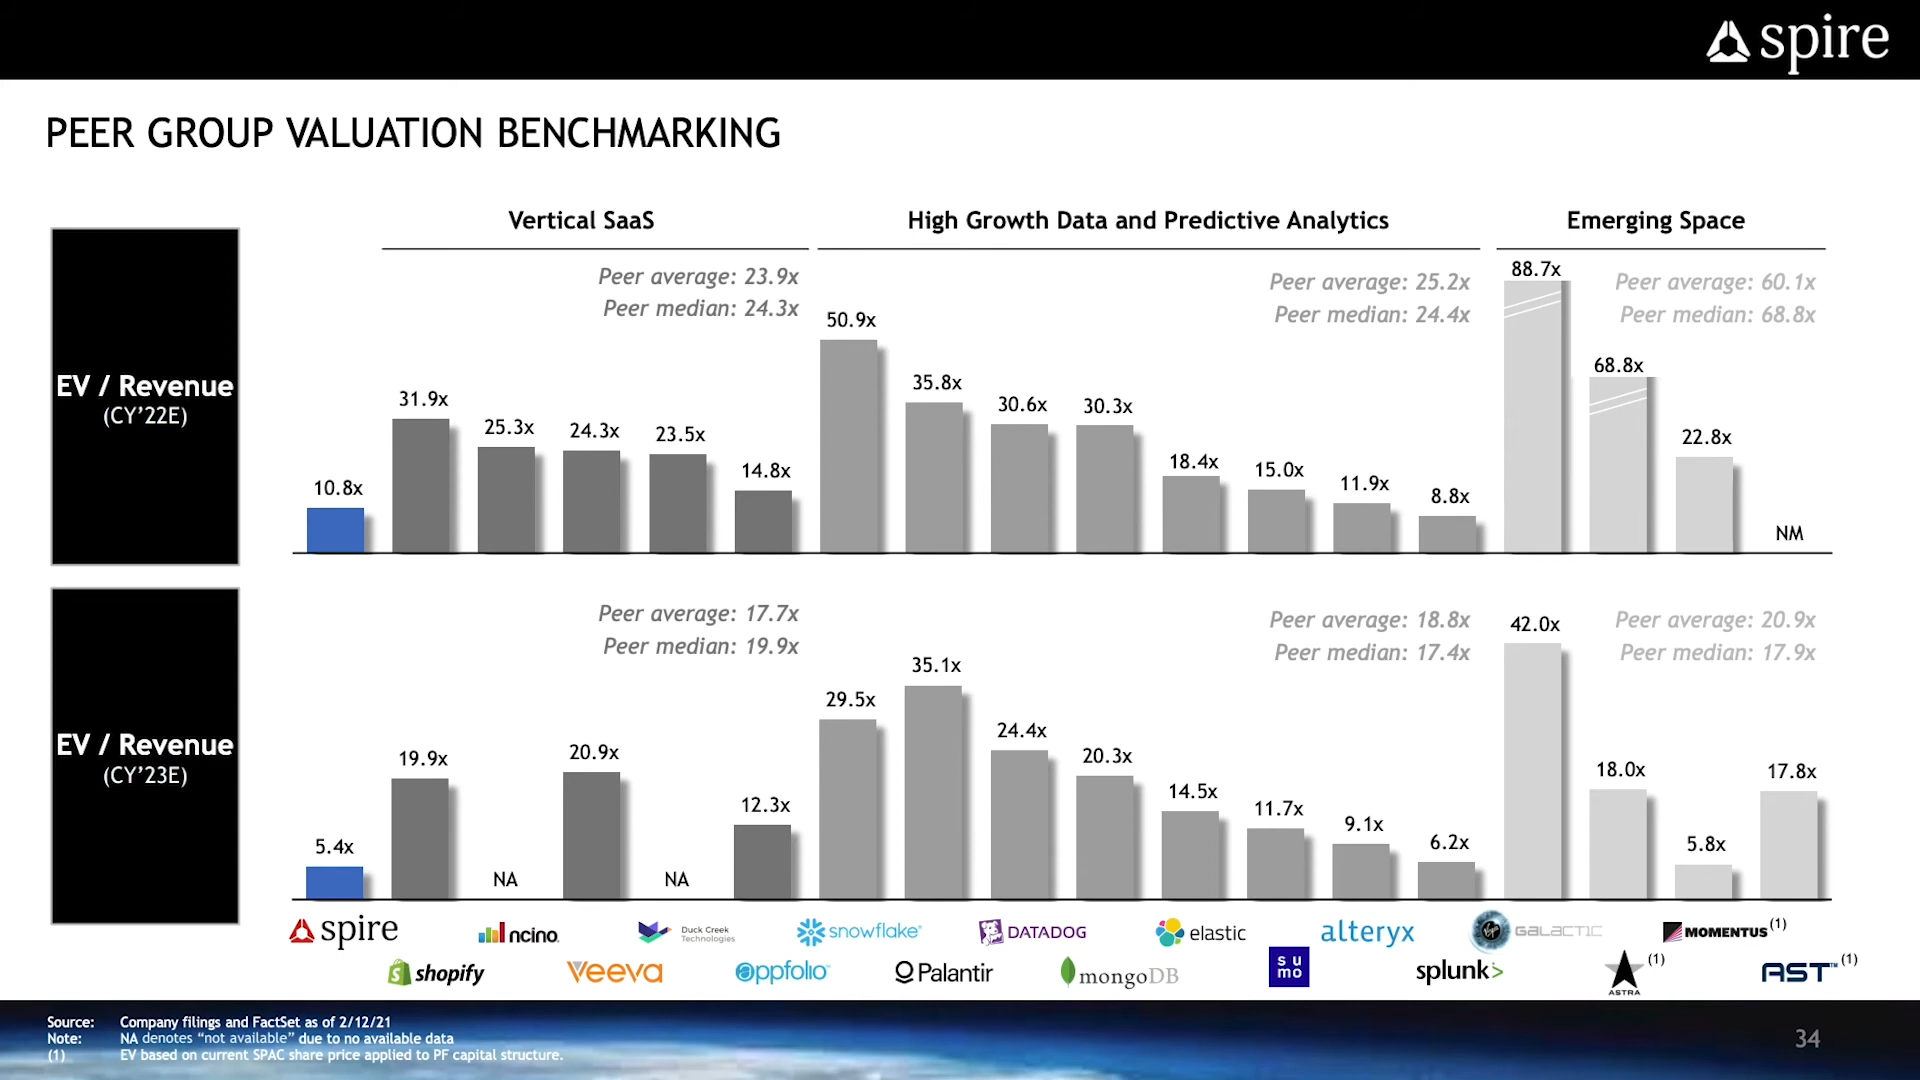 spire
PEER GROUP VALUATION BENCHMARKING
Vertical SaaS
High Growth Data and Predictive Analytics
Emerging Space
EV / Revenue
(CY'22E)
Peer average: 23.9x
Peer median: 24.3x
Peer average: 25.2x
Peer median: 24.4x
Peer average: 60.1x
Peer median: 68.8x
10.8x
31.9x
25.3x
24.3x
23.5x
14.8x
50.9x
35.8x
30.6x
30.3x
18.4x
15.0x
11.9x
8.8x
88.7x
68.8x
22.8x
NM
EV / Revenue
(CY'23E)
Peer average: 17.7x
Peer median: 19.9x
Peer average: 18.8x
Peer median: 17.4x
Peer average: 20.9x
Peer median: 17.9x
5.4x
19.9x
NA
20.9x
NA
12.3x
29.5x
35.1x
24.4x
20.3x
14.5x
11.7x
9.1x
6.2x
42.0x
18.0x
5.8x
17.8x
spire
shopify
ncino.
veeva
Duck Creek
Technologies
appfolio
snowflake
Palantir
DATADOG
mongoDB
elastic
su
mo
alteryx
splunk>
GALACTIC
ASTRA (1)
MOMENTUS (1)
AST (1)
Source: Company filings and FactSet as of 2/12/21
Note: NA denotes "not available" due to no available data
(1) EV based on current SPAC share price applied to PF capital structure.
34